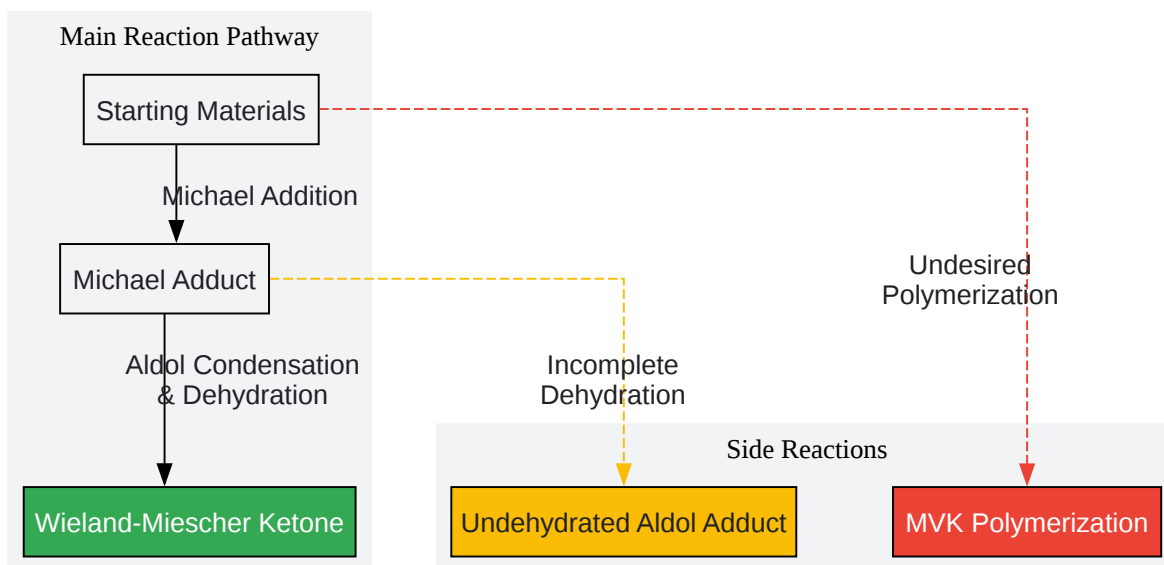 Main Reaction Pathway
Starting Materials
Michael Addition
Michael Adduct
Undesired
Polymerization
Aldol Condensation
& Dehydration
Incomplete
Dehydration
Side Reactions
Wieland-Miescher Ketone
Undehydrated Aldol Adduct
MVK Polymerization